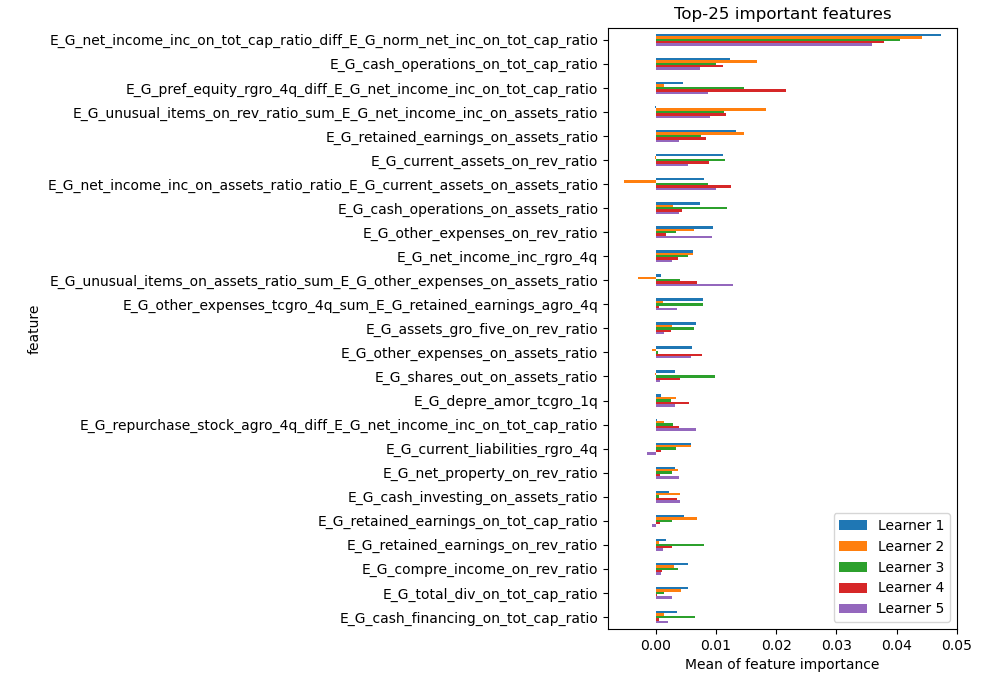 Top-25 important features
feature
E_G_net_income_inc_on_tot_cap_ratio_diff_E_G_norm_net_inc_on_tot_cap_ratio
E_G_cash_operations_on_tot_cap_ratio
E_G_pref_equity_rgro_4q_diff_E_G_net_income_inc_on_tot_cap_ratio
E_G_unusual_items_on_rev_ratio_sum_E_G_net_income_inc_on_assets_ratio
E_G_retained_earnings_on_assets_ratio
E_G_current_assets_on_rev_ratio
E_G_net_income_inc_on_assets_ratio_ratio_E_G_current_assets_on_assets_ratio
E_G_cash_operations_on_assets_ratio
E_G_other_expenses_on_rev_ratio
E_G_net_income_inc_rgro_4q
E_G_unusual_items_on_assets_ratio_sum_E_G_other_expenses_on_assets_ratio
E_G_other_expenses_tcgro_4q_sum_E_G_retained_earnings_agro_4q
E_G_assets_gro_five_on_rev_ratio
E_G_other_expenses_on_assets_ratio
E_G_shares_out_on_assets_ratio
E_G_depre_amor_tcgro_1q
E_G_repurchase_stock_agro_4q_diff_E_G_net_income_inc_on_tot_cap_ratio
E_G_current_liabilities_rgro_4q
E_G_net_property_on_rev_ratio
E_G_cash_investing_on_assets_ratio
E_G_retained_earnings_on_tot_cap_ratio
E_G_retained_earnings_on_rev_ratio
E_G_compre_income_on_rev_ratio
E_G_total_div_on_tot_cap_ratio
E_G_cash_financing_on_tot_cap_ratio
Learner 1
Learner 2
Learner 3
Learner 4
Learner 5
0.00 0.01 0.02 0.03 0.04 0.05
Mean of feature importance